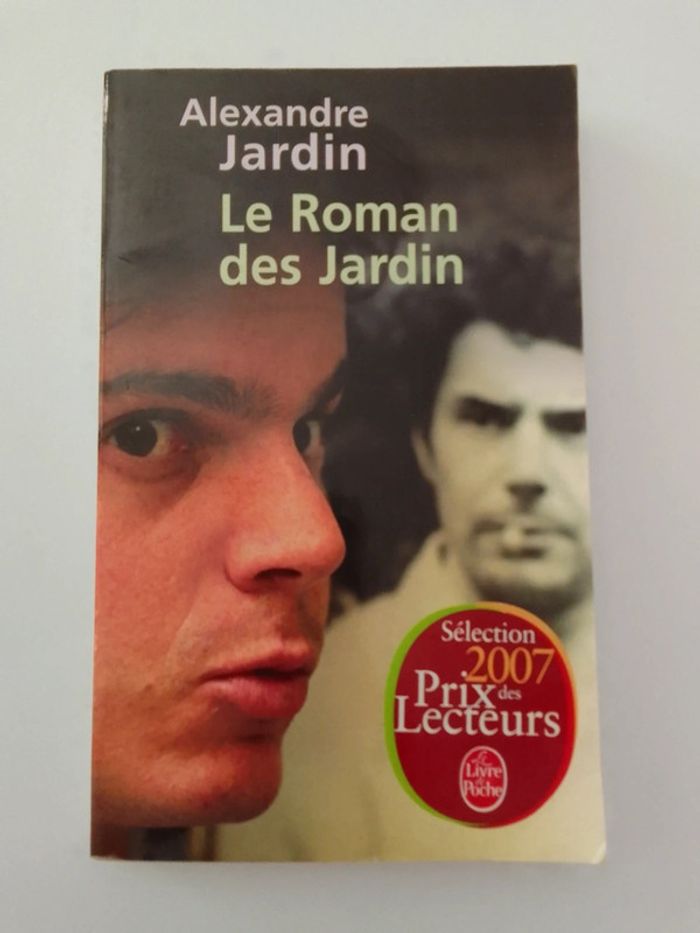 Alexandre
Jardin
Le Roman
des Jardin
Sélection
2007
Prix des
Lecteurs
Le
Livre
de
Poche